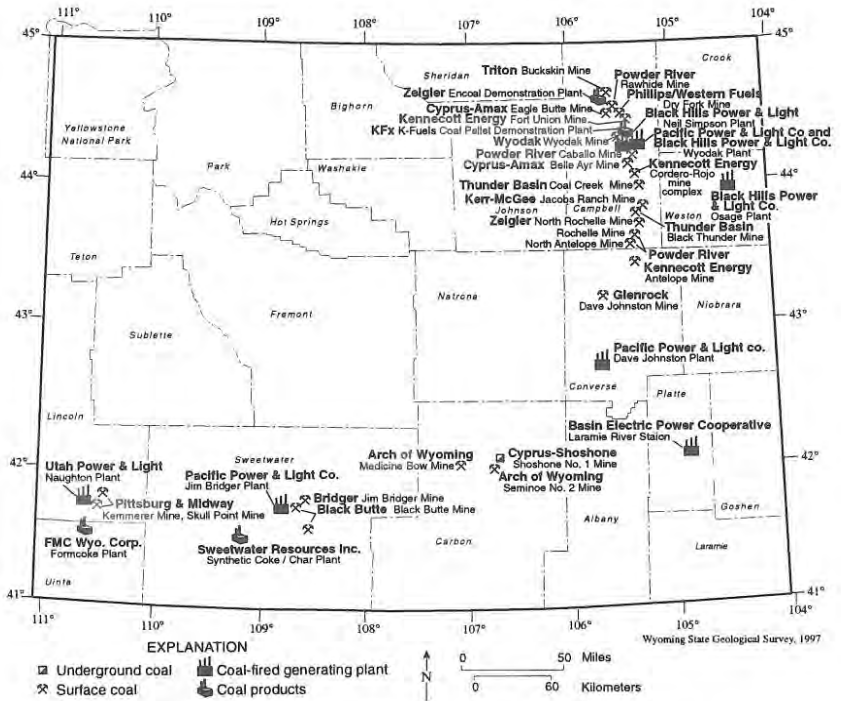 111°
110°
109°
108°
107°
106°
105°
104°
45°
45°
Crook
Sheridan
Triton Buckskin Mine
Powder River
Rawhide Mine
Zeigler Encoal Demonstration Plant
Phillips/Western Fuels
Dry Fork Mine
Bighorn
Cyprus-Amax Eagle Butte Mine
Black Hills Power & Light
Neil Simpson Plant
Kennecott Energy Fort Union Mine
KFx K-Fuels Coal Pellet Demonstration Plant
Pacific Power & Light Co and
Black Hills Power & Light Co.
Wyodak Plant
Yellowstone
National Park
Wyodak Wyodak Mine
Powder River Caballo Mine
Park
Washakie
Cyprus-Amax Belle Ayr Mine
Kennecott Energy
Cordero-Rojo
mine
complex
44°
44°
Thunder Basin Coal Creek Mine
Black Hills Power
& Light Co.
Osage Plant
Kerr-McGee Jacobs Ranch Mine
Johnson
Campbell
Weston
Hot Springs
Zeigler North Rochelle Mine
Thunder Basin
Black Thunder Mine
Rochelle Mine
North Antelope Mine
Powder River
Kennecott Energy
Antelope Mine
Teton
Natrona
Glenrock
Dave Johnston Mine
Niobrara
43°
43°
Fremont
Sublette
Pacific Power & Light co.
Dave Johnston Plant
Converse
Platte
Lincoln
Basin Electric Power Cooperative
Laramie River Staion
42°
42°
Sweetwater
Arch of Wyoming
Medicine Bow Mine
Cyprus-Shoshone
Shoshone No. 1 Mine
Arch of Wyoming
Seminoe No. 2 Mine
Utah Power & Light
Naughton Plant
Pacific Power & Light Co.
Jim Bridger Plant
Pittsburg & Midway
Kemmerer Mine, Skull Point Mine
Bridger Jim Bridger Mine
Black Butte Black Butte Mine
Goshen
Albany
FMC Wyo. Corp.
Formcoke Plant
Sweetwater Resources Inc.
Synthetic Coke / Char Plant
Carbon
Laramie
Uinta
41°
41°
111°
110°
109°
108°
107°
106°
105°
104°
Wyoming State Geological Survey, 1997
EXPLANATION
Underground coal
Coal-fired generating plant
Surface coal
Coal products
N
0 50 Miles
0 60 Kilometers